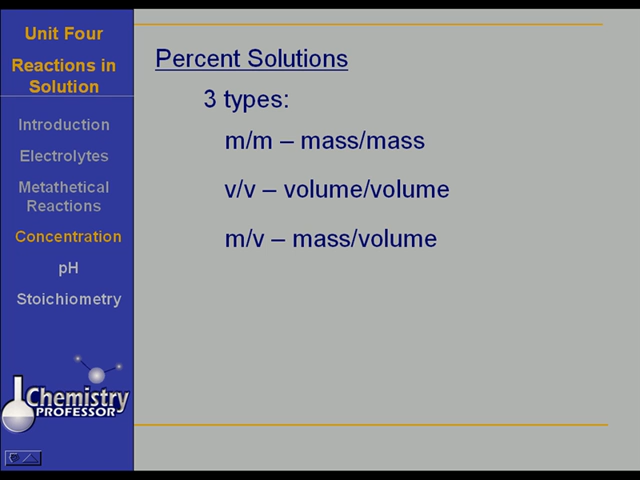 Unit Four
Reactions in
Solution
Introduction
Electrolytes
Metathetical
Reactions
Concentration
pH
Stoichiometry
Chemistry
PROFESSOR
Percent Solutions
3 types:
m/m – mass/mass
v/v – volume/volume
m/v – mass/volume